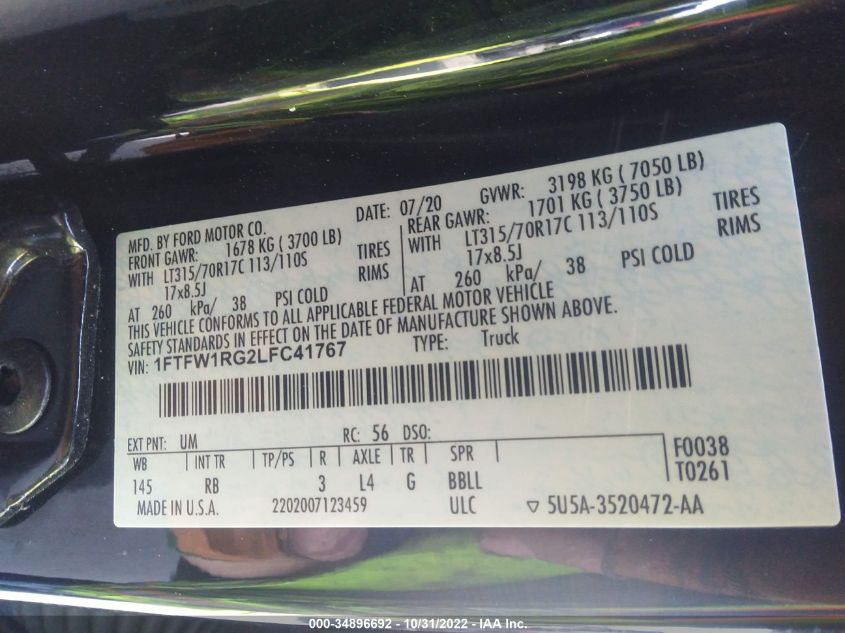 MFD. BY FORD MOTOR CO. DATE: 07/20 GVWR: 3198 KG ( 7050 LB)
FRONT GAWR: 1678 KG ( 3700 LB) REAR GAWR: 1701 KG ( 3750 LB)
WITH LT315/70R17C 113/110S TIRES WITH LT315/70R17C 113/110S TIRES
17x8.5J RIMS 17x8.5J RIMS
AT 260 kPa/ 38 PSI COLD AT 260 kPa/ 38 PSI COLD
THIS VEHICLE CONFORMS TO ALL APPLICABLE FEDERAL MOTOR VEHICLE
SAFETY STANDARDS IN EFFECT ON THE DATE OF MANUFACTURE SHOWN ABOVE.
VIN: 1FTFW1RG2LFC41767 TYPE: Truck
EXT PNT: UM RC: 56 DSO:
WB INT TR TP/PS R AXLE TR SPR F0038
145 RB 3 L4 G BBLL T0261
MADE IN U.S.A. 2202007123459 ULC ▽ 5U5A-3520472-AA
000-34896692 - 10/31/2022 - IAA Inc.